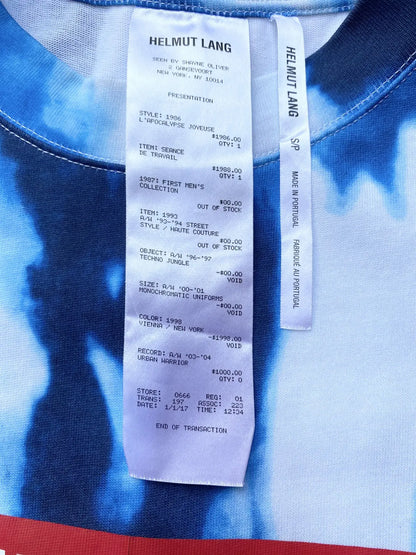 HELMUT LANG
SEEN BY SHAYNE OLIVER
2 GANSEVOORT
NEW YORK, NY 10014
PRESENTATION
STYLE: 1986
L'APOCALYPSE JOYEUSE
$1986.00
QTY: 1
ITEM: SEANCE
DE TRAVAIL
$1988.00
QTY: 1
1987: FIRST MEN'S
COLLECTION
$00.00
OUT OF STOCK
ITEM: 1993
A/W '93-'94 STREET
STYLE / HAUTE COUTURE
$00.00
OUT OF STOCK
OBJECT: A/W '96-'97
TECHNO JUNGLE
-$00.00
VOID
SIZE: A/W '00-'01
MONOCHROMATIC UNIFORMS
-$00.00
VOID
COLOR: 1998
VIENNA / NEW YORK
-$1998.00
VOID
RECORD: A/W '03-'04
URBAN WARRIOR
$1000.00
QTY: 0
STORE: 0666 REG: 01
TRANS: 197 ASSOC: 223
DATE: 1/1/17 TIME: 12:34
END OF TRANSACTION
HELMUT LANG
S/P
MADE IN PORTUGAL
FABRIQUÉ AU PORTUGAL